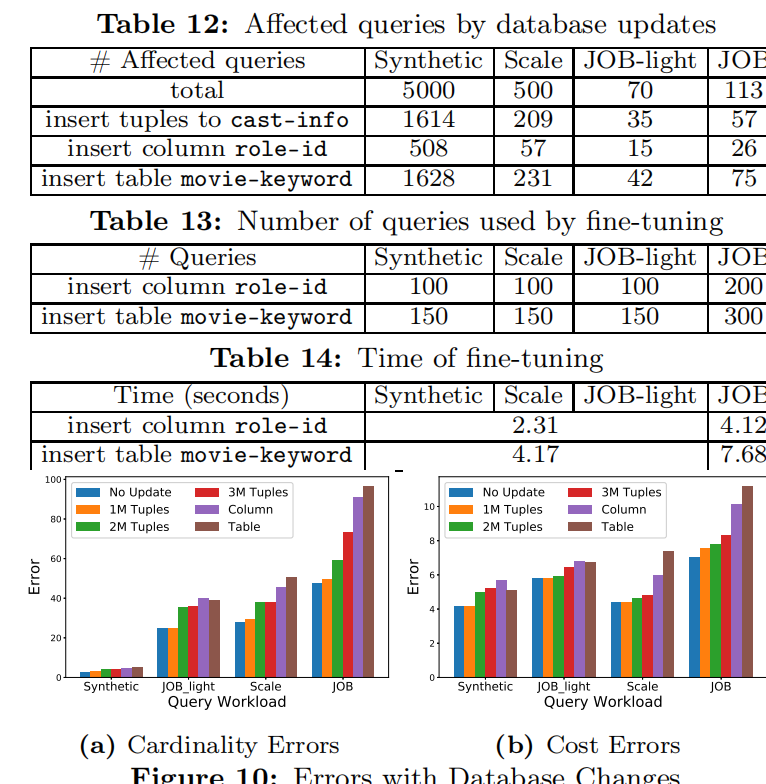 Table 12: Affected queries by database updates
# Affected queries Synthetic Scale JOB-light JOB
total 5000 500 70 113
insert tuples to cast-info 1614 209 35 57
insert column role-id 508 57 15 26
insert table movie-keyword 1628 231 42 75
Table 13: Number of queries used by fine-tuning
# Queries Synthetic Scale JOB-light JOB
insert column role-id 100 100 100 200
insert table movie-keyword 150 150 150 300
Table 14: Time of fine-tuning
Time (seconds) Synthetic Scale JOB-light JOB
insert column role-id 2.31 4.12
insert table movie-keyword 4.17 7.68
100
80
60
40
20
0
Error
No Update 3M Tuples
1M Tuples Column
2M Tuples Table
Synthetic JOB_light Scale JOB
Query Workload
(a) Cardinality Errors
10
8
6
4
2
0
Error
No Update 3M Tuples
1M Tuples Column
2M Tuples Table
Synthetic JOB_light Scale JOB
Query Workload
(b) Cost Errors
Figure 10: Errors with Database Changes